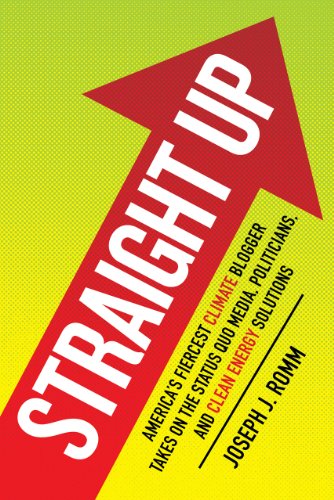 STRAIGHT UP
AMERICA'S FIERCEST CLIMATE BLOGGER
TAKES ON THE STATUS QUO MEDIA, POLITICIANS,
AND CLEAN ENERGY SOLUTIONS
JOSEPH J. ROMM